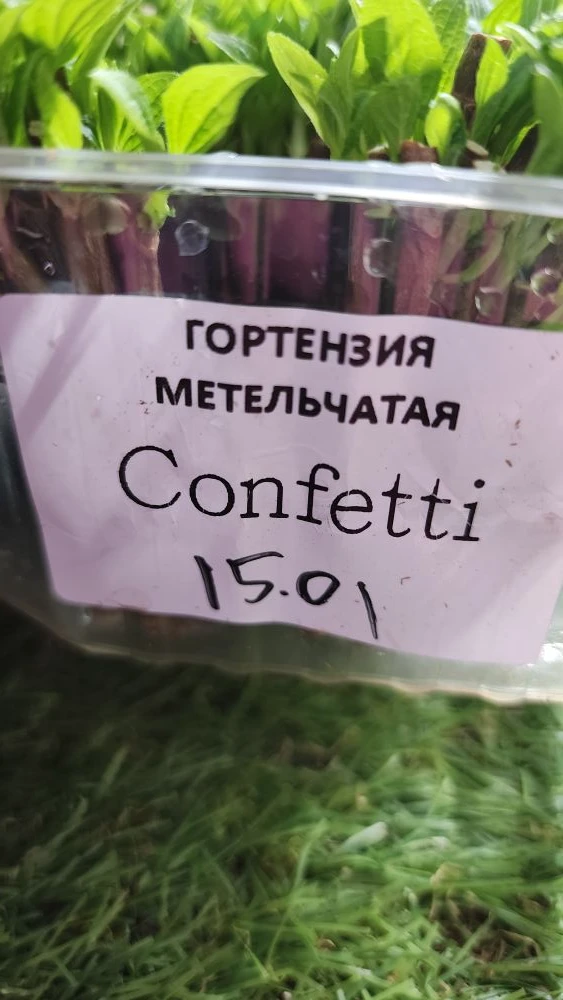 ГОРТЕНЗИЯ
МЕТЕЛЬЧАТАЯ
Confetti
15.01